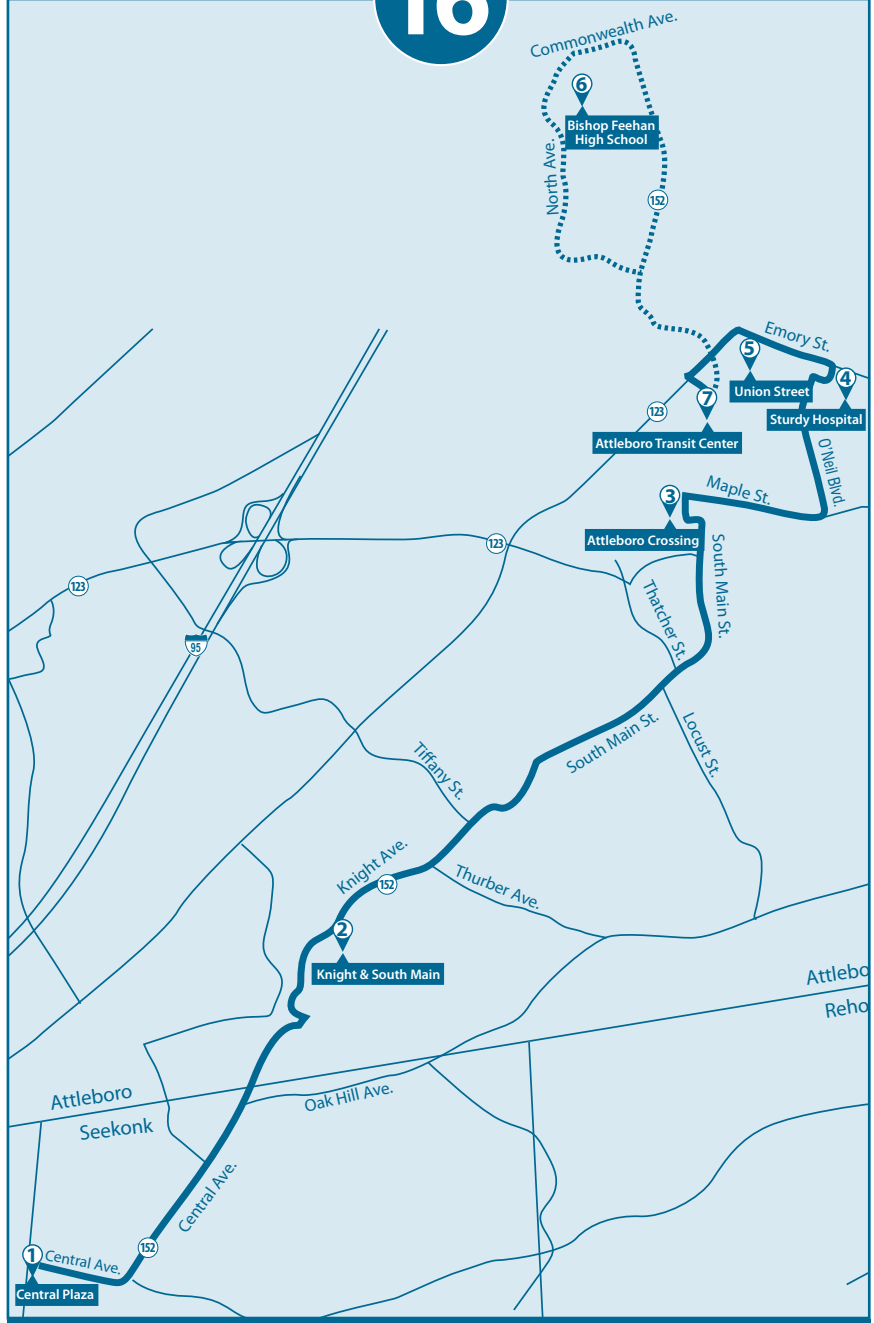 16
Commonwealth Ave.
6
Bishop Feehan
High School
North Ave.
152
Emory St.
5
Union Street
4
Sturdy Hospital
7
123
Attleboro Transit Center
O'Neil Blvd.
Maple St.
3
Attleboro Crossing
123
South Main St.
123
Thatcher St.
95
South Main St.
Locust St.
Tiffany St.
Knight Ave.
152
Thurber Ave.
2
Knight & South Main
Attlebo
Reho
Attleboro
Oak Hill Ave.
Seekonk
Central Ave.
152
1
Central Ave.
Central Plaza